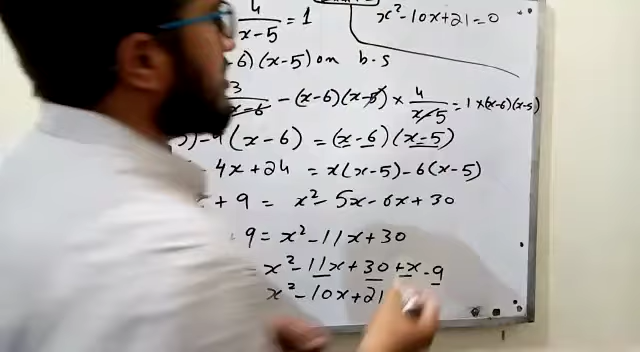 4/(x-5) = 1
x²-10x+21=0
6)(x-5) on b.s
3/(x-6) - (x-6)(x-5) × 4/(x-5) = 1 × (x-6)(x-5)
(x-6) = (x-6)(x-5)
- 4x+24 = x(x-5)-6(x-5)
+ 9 = x²-5x-6x+30
9 = x²-11x+30
= x²-11x+30+x-9
x²-10x+21